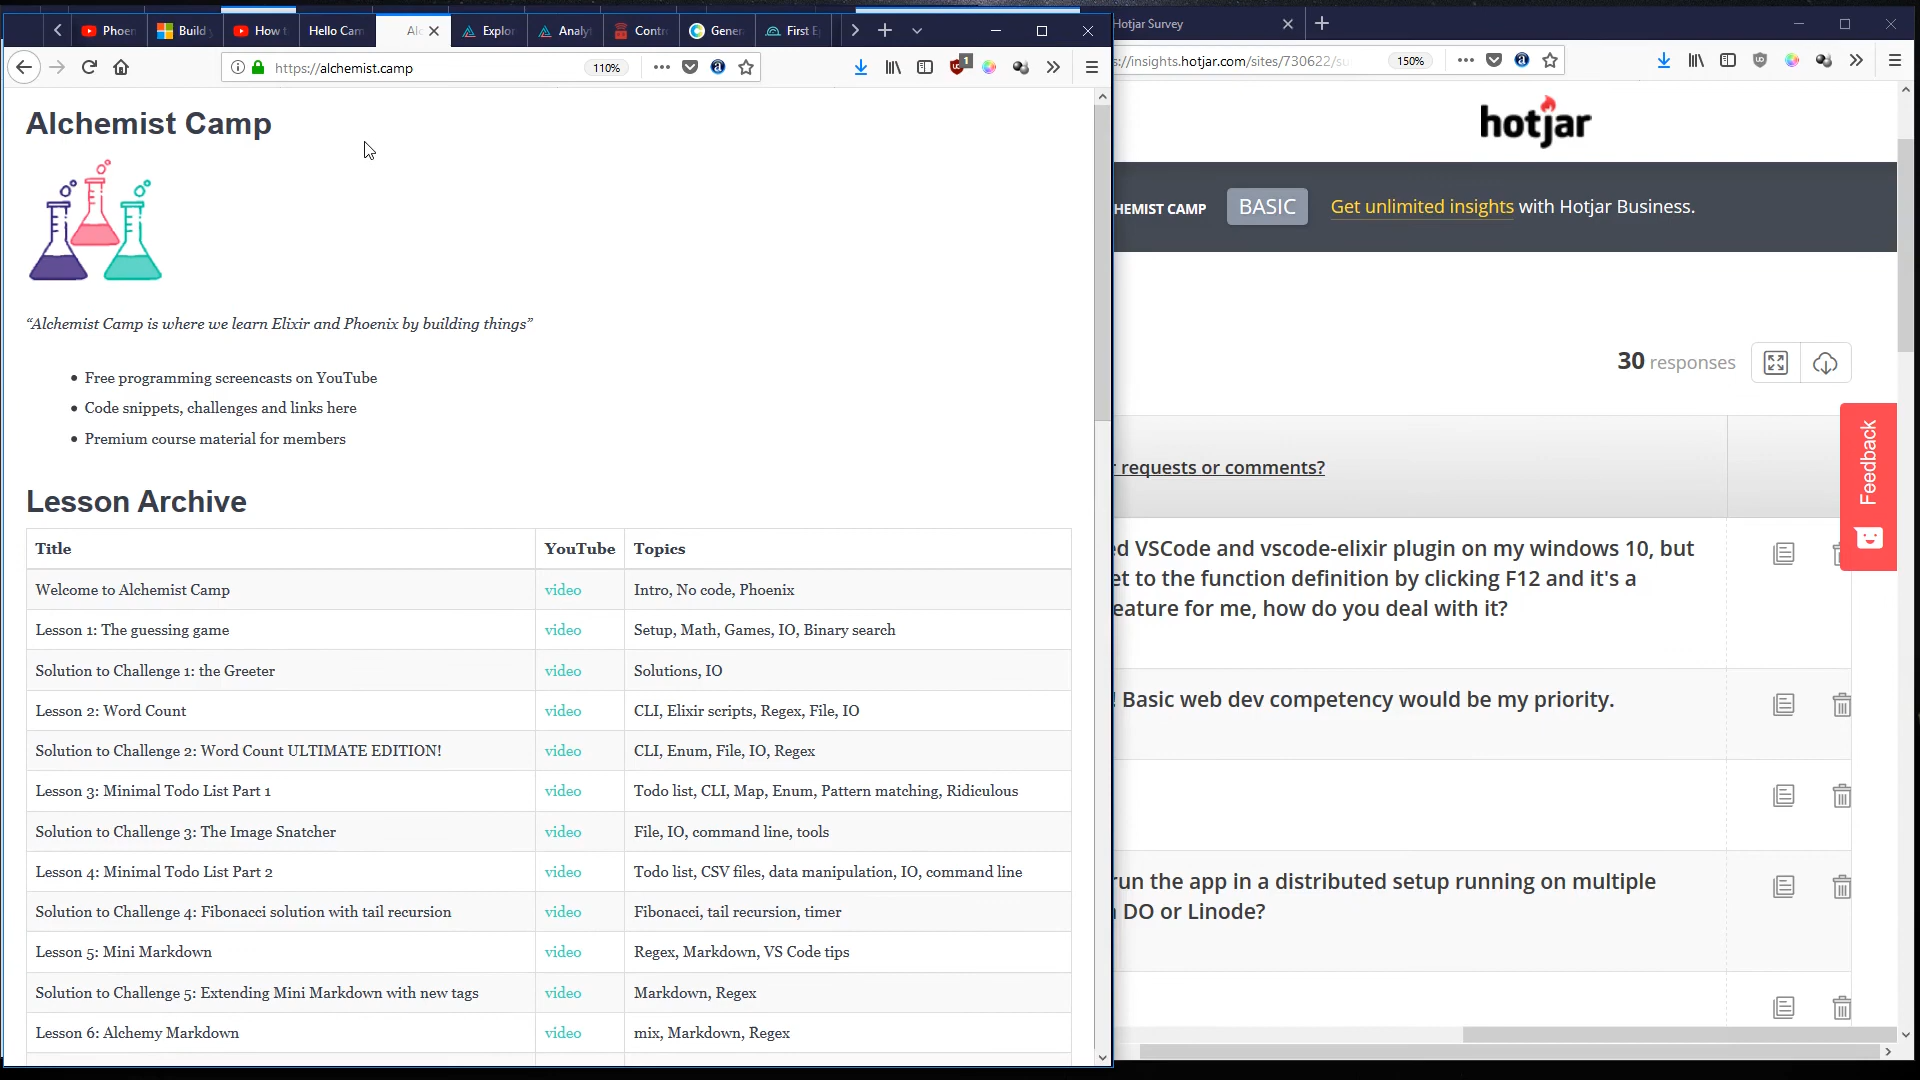 Phoen
Build
How t
Hello Cam
Alc
Explor
Analyt
Contr
Gener
First E
Hotjar Survey
https://alchemist.camp
110%
1
s://insights.hotjar.com/sites/730622/su
150%
Alchemist Camp
“Alchemist Camp is where we learn Elixir and Phoenix by building things”
Free programming screencasts on YouTube
Code snippets, challenges and links here
Premium course material for members
Lesson Archive
Title YouTube Topics
Welcome to Alchemist Camp video Intro, No code, Phoenix
Lesson 1: The guessing game video Setup, Math, Games, IO, Binary search
Solution to Challenge 1: the Greeter video Solutions, IO
Lesson 2: Word Count video CLI, Elixir scripts, Regex, File, IO
Solution to Challenge 2: Word Count ULTIMATE EDITION! video CLI, Enum, File, IO, Regex
Lesson 3: Minimal Todo List Part 1 video Todo list, CLI, Map, Enum, Pattern matching, Ridiculous
Solution to Challenge 3: The Image Snatcher video File, IO, command line, tools
Lesson 4: Minimal Todo List Part 2 video Todo list, CSV files, data manipulation, IO, command line
Solution to Challenge 4: Fibonacci solution with tail recursion video Fibonacci, tail recursion, timer
Lesson 5: Mini Markdown video Regex, Markdown, VS Code tips
Solution to Challenge 5: Extending Mini Markdown with new tags video Markdown, Regex
Lesson 6: Alchemy Markdown video mix, Markdown, Regex
hotjar
HEMIST CAMP BASIC Get unlimited insights with Hotjar Business.
30 responses
Feedback
r requests or comments?
ed VSCode and vscode-elixir plugin on my windows 10, but
et to the function definition by clicking F12 and it's a
eature for me, how do you deal with it?
! Basic web dev competency would be my priority.
run the app in a distributed setup running on multiple
DO or Linode?